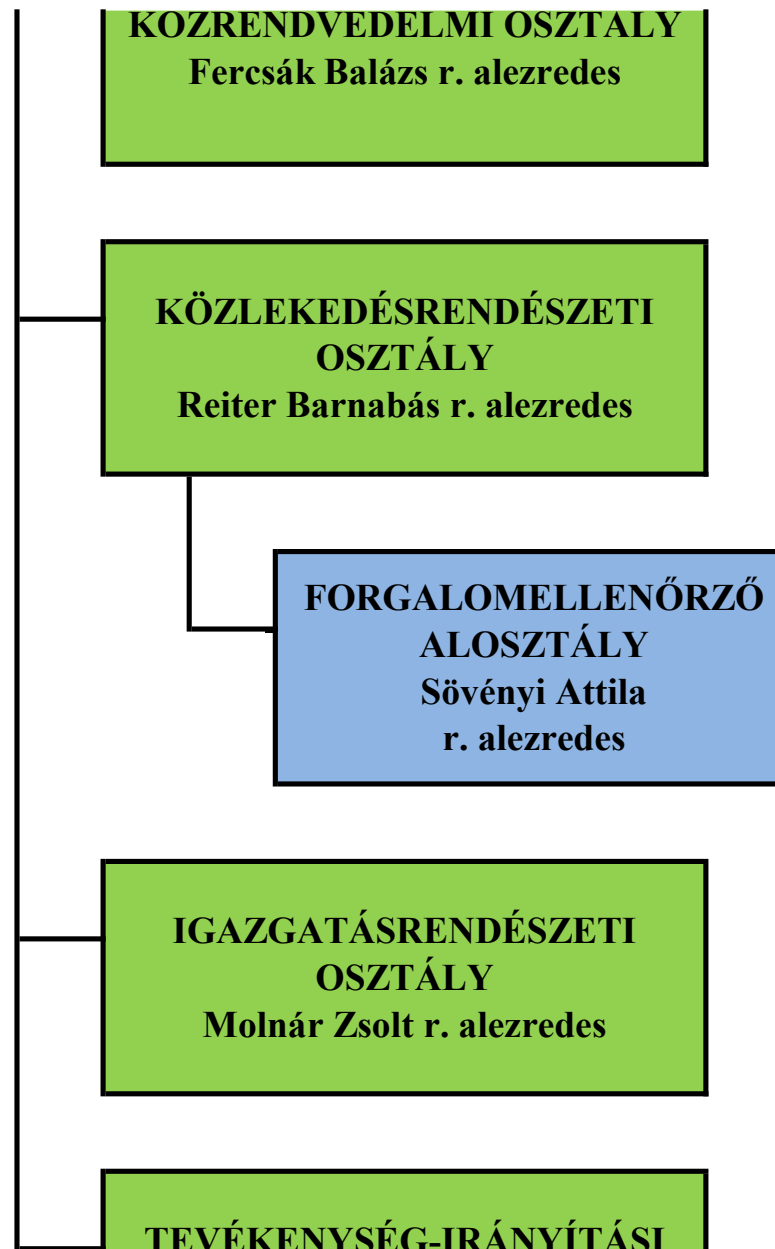 KÖZRENDVÉDELMI OSZTÁLY
Fercsák Balázs r. alezredes
KÖZLEKEDÉSRENDÉSZETI
OSZTÁLY
Reiter Barnabás r. alezredes
FORGALOMELLENŐRZŐ
ALOSZTÁLY
Sövényi Attila
r. alezredes
IGAZGATÁSRENDÉSZETI
OSZTÁLY
Molnár Zsolt r. alezredes
TEVÉKENYSÉG-IRÁNYÍTÁSI